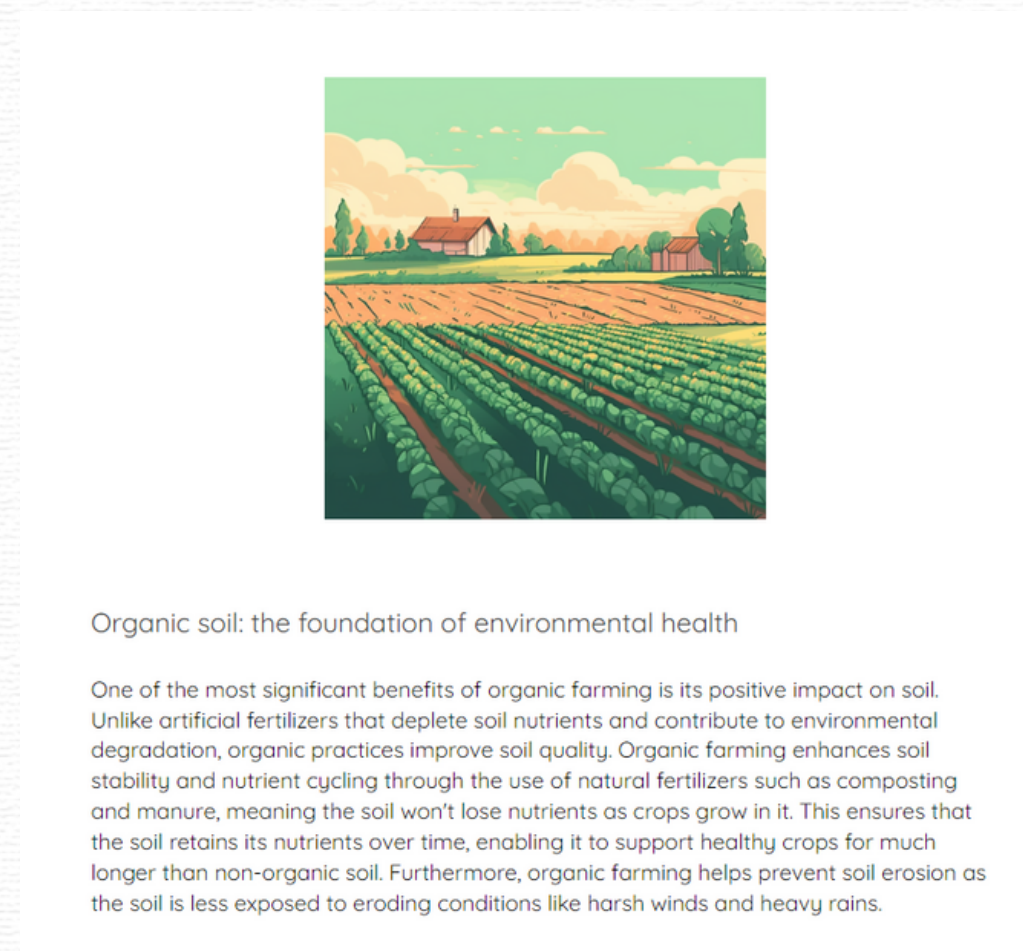 Organic soil: the foundation of environmental health
One of the most significant benefits of organic farming is its positive impact on soil.
Unlike artificial fertilizers that deplete soil nutrients and contribute to environmental
degradation, organic practices improve soil quality. Organic farming enhances soil
stability and nutrient cycling through the use of natural fertilizers such as composting
and manure, meaning the soil won't lose nutrients as crops grow in it. This ensures that
the soil retains its nutrients over time, enabling it to support healthy crops for much
longer than non-organic soil. Furthermore, organic farming helps prevent soil erosion as
the soil is less exposed to eroding conditions like harsh winds and heavy rains.